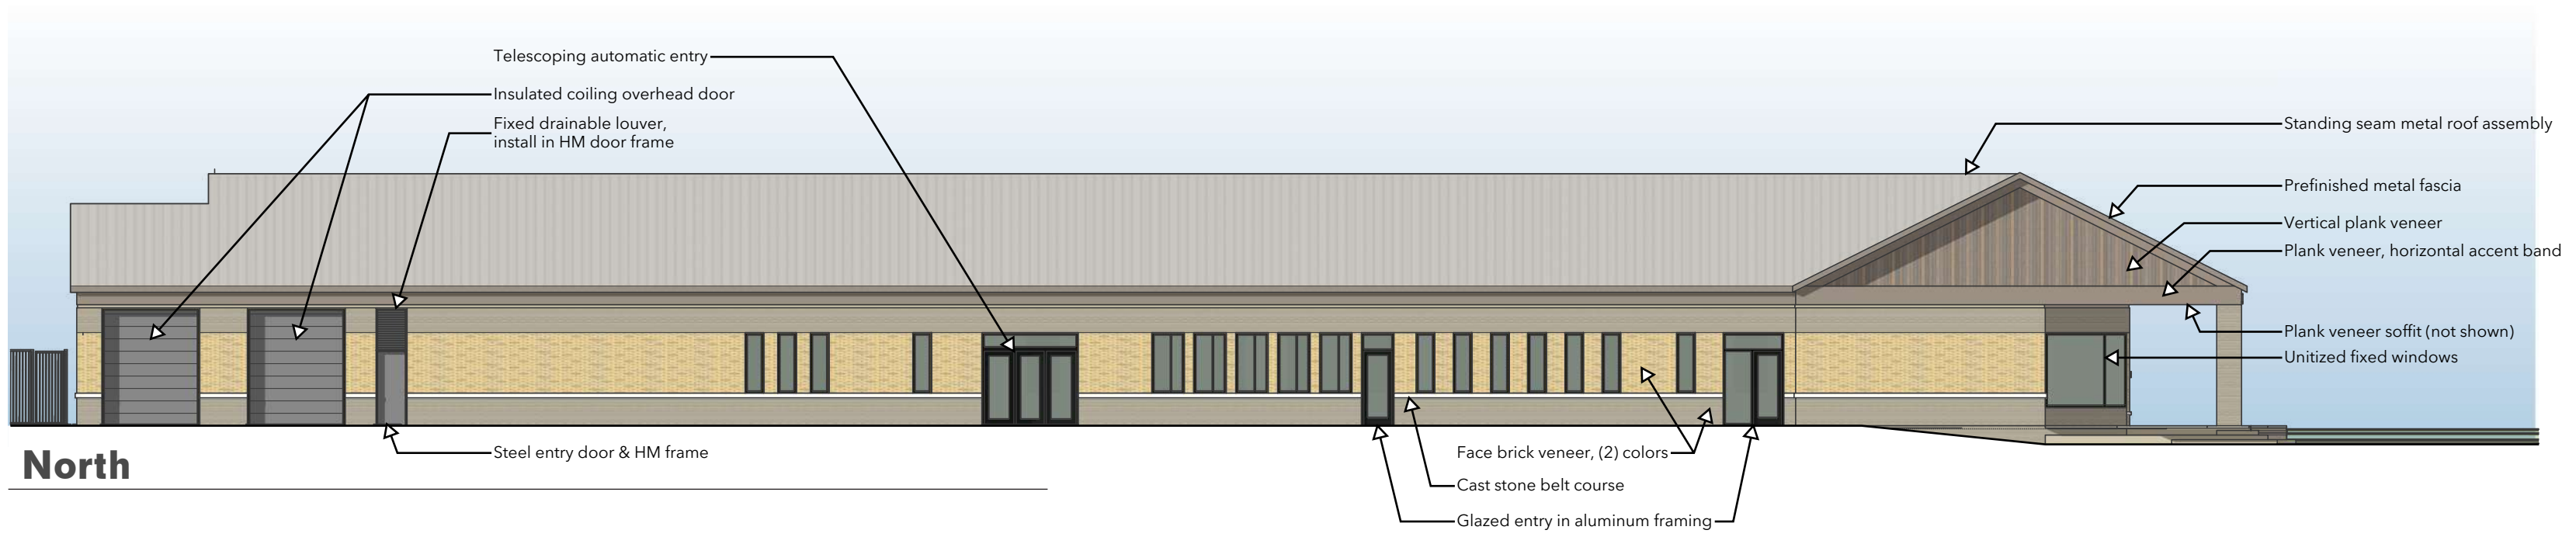 Telescoping automatic entry
Insulated coiling overhead door
Fixed drainable louver,
install in HM door frame
Standing seam metal roof assembly
Prefinished metal fascia
Vertical plank veneer
Plank veneer, horizontal accent band
Plank veneer soffit (not shown)
Unitized fixed windows
Steel entry door & HM frame
Face brick veneer, (2) colors
Cast stone belt course
Glazed entry in aluminum framing
North